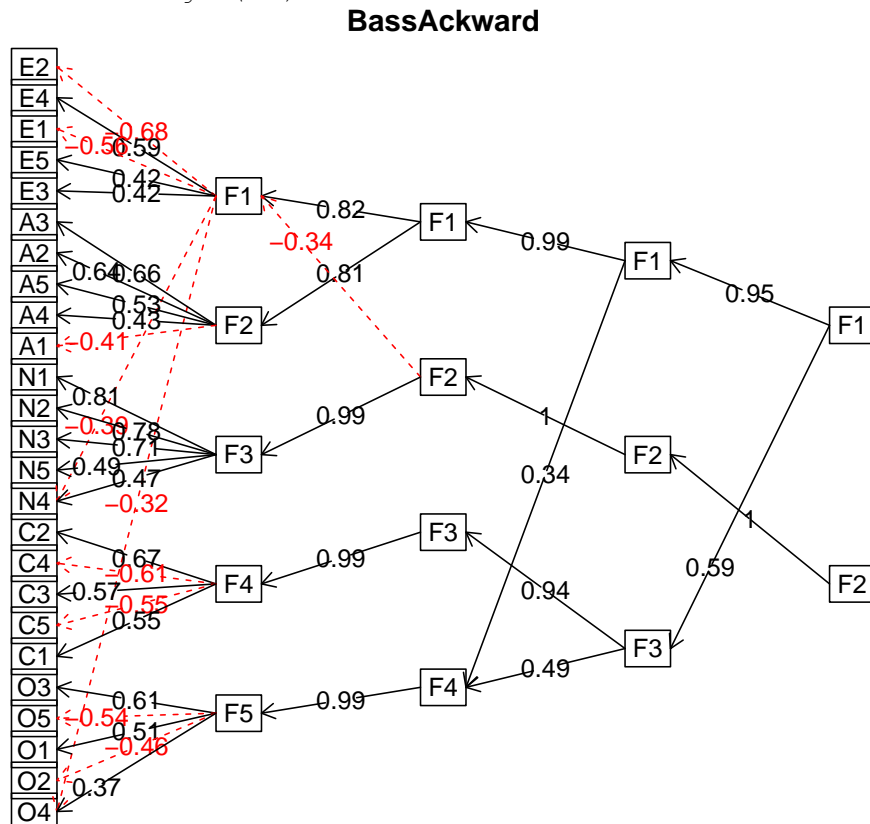 BassAckward
E2
E4
E1
E5
E3
A3
A2
A5
A4
A1
N1
N2
N3
N5
N4
C2
C4
C3
C5
C1
O3
O5
O1
O2
O4
−0.68
0.59
−0.56
0.42
0.42
0.66
0.64
0.53
0.43
−0.41
0.81
−0.39
0.78
0.71
0.49
0.47
−0.32
0.67
−0.61
0.57
−0.55
0.55
0.61
−0.54
0.51
−0.46
0.37
F1
F2
F3
F4
F5
0.82
−0.34
0.81
0.99
0.99
0.99
F1
F2
F3
F4
0.99
1
0.34
0.94
0.49
F1
F2
F3
0.95
1
0.59
F1
F2